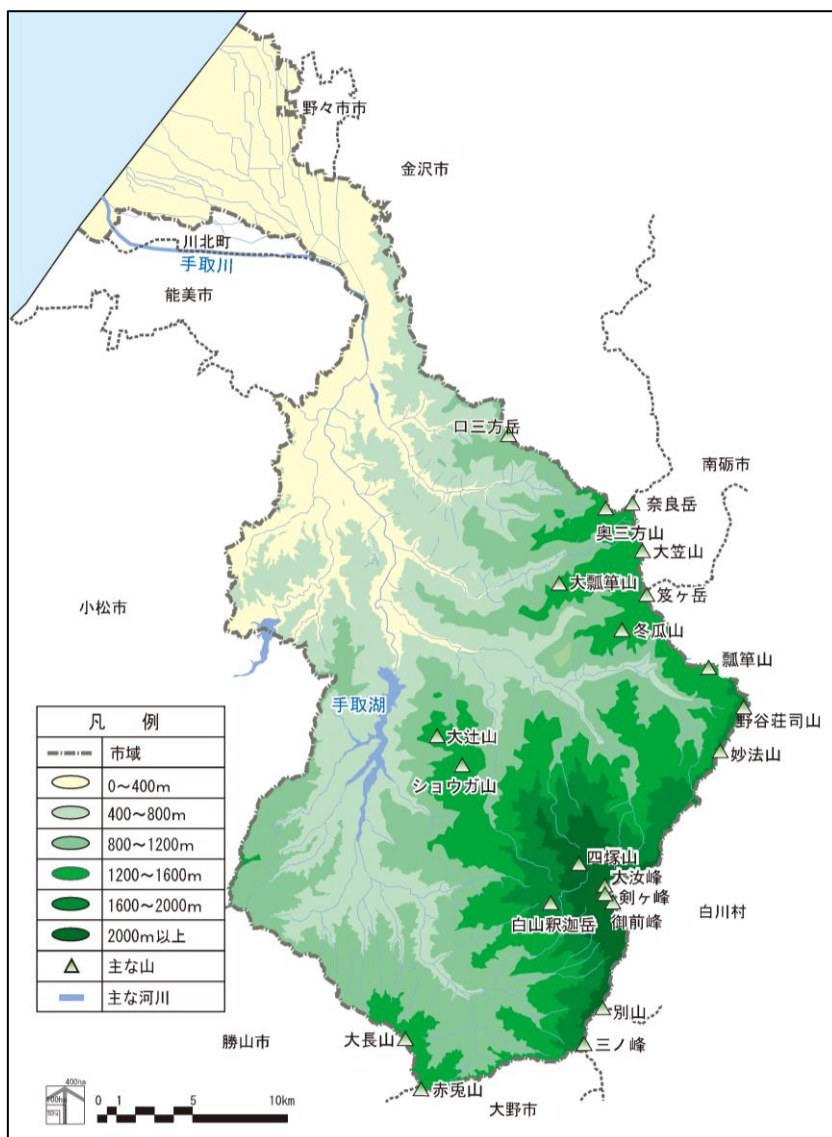 野々市市
金沢市
川北町
手取川
能美市
口三方岳
南砺市
奈良岳
奥三方山
大笠山
大瓢箪山
笈ヶ岳
小松市
冬瓜山
瓢箪山
手取湖
野谷荘司山
大辻山
妙法山
ショウガ山
四塚山
大汝峰
剣ヶ峰
白山釈迦岳
御前峰
白川村
別山
勝山市
大長山
三ノ峰
赤兎山
大野市
凡 例
市域
0～400m
400～800m
800～1200m
1200～1600m
1600～2000m
2000m以上
主な山
主な河川
400ha
100ha
0 1 5 10km